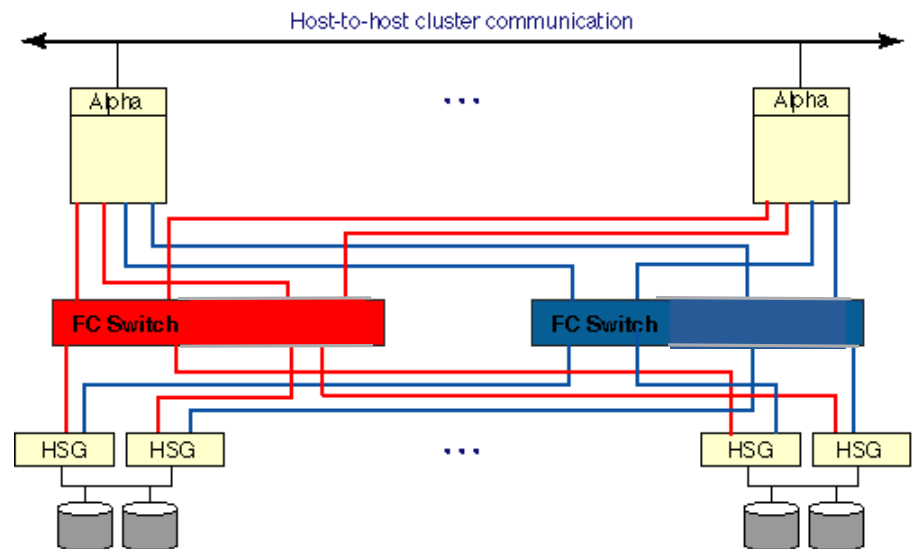 Host-to-host cluster communication
Alpha
...
Alpha
FC Switch
FC Switch
HSG
HSG
...
HSG
HSG